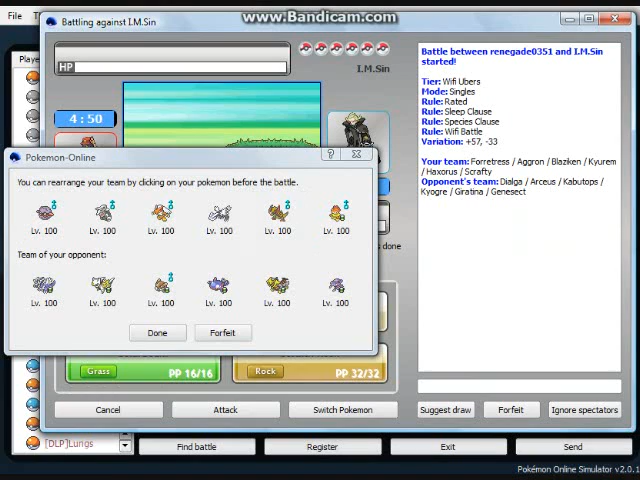 www.Bandicam.com
File
Battling against I.M.Sin
Playe
HP
I.M.Sin
4 : 50
Battle between renegade0351 and I.M.Sin
started!
Tier: Wifi Ubers
Mode: Singles
Rule: Rated
Rule: Sleep Clause
Rule: Species Clause
Rule: Wifi Battle
Variation: +57, -33
Your team: Forretress / Aggron / Blaziken / Kyurem
/ Haxorus / Scrafty
Opponent's team: Dialga / Arceus / Kabutops /
Kyogre / Giratina / Genesect
Pokemon-Online
You can rearrange your team by clicking on your pokemon before the battle.
Lv. 100 Lv. 100 Lv. 100 Lv. 100 Lv. 100 Lv. 100
Team of your opponent:
Lv. 100 Lv. 100 Lv. 100 Lv. 100 Lv. 100 Lv. 100
Done Forfeit
s done
Grass PP 16/16 Rock PP 32/32
Cancel Attack Switch Pokemon Suggest draw Forfeit Ignore spectators
[DLP]Lungs Find battle Register Exit Send
Pokémon Online Simulator v2.0.1